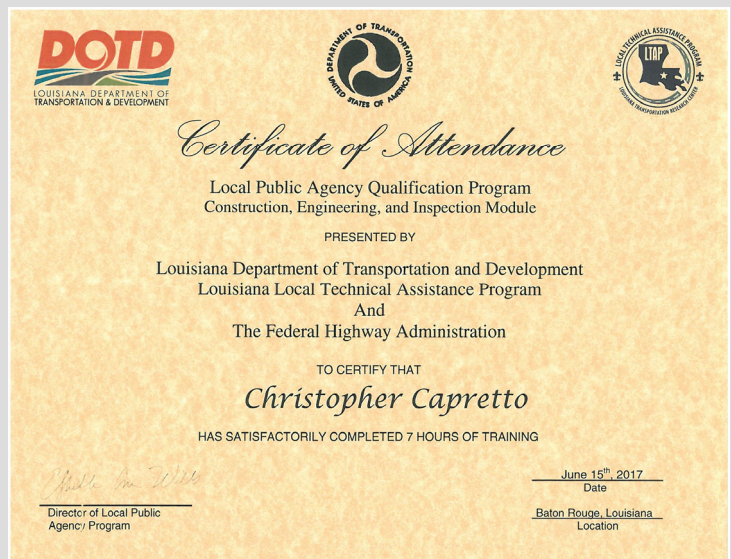 DOTD
LOUISIANA DEPARTMENT OF
TRANSPORTATION & DEVELOPMENT
DEPARTMENT OF TRANSPORTATION
UNITED STATES OF AMERICA
LOCAL TECHNICAL ASSISTANCE PROGRAM
LTAP
LOUISIANA TRANSPORTATION RESEARCH CENTER
Certificate of Attendance
Local Public Agency Qualification Program
Construction, Engineering, and Inspection Module
PRESENTED BY
Louisiana Department of Transportation and Development
Louisiana Local Technical Assistance Program
And
The Federal Highway Administration
TO CERTIFY THAT
Christopher Capretto
HAS SATISFACTORILY COMPLETED 7 HOURS OF TRAINING
June 15th, 2017
Date
Director of Local Public
Agency Program
Baton Rouge, Louisiana
Location